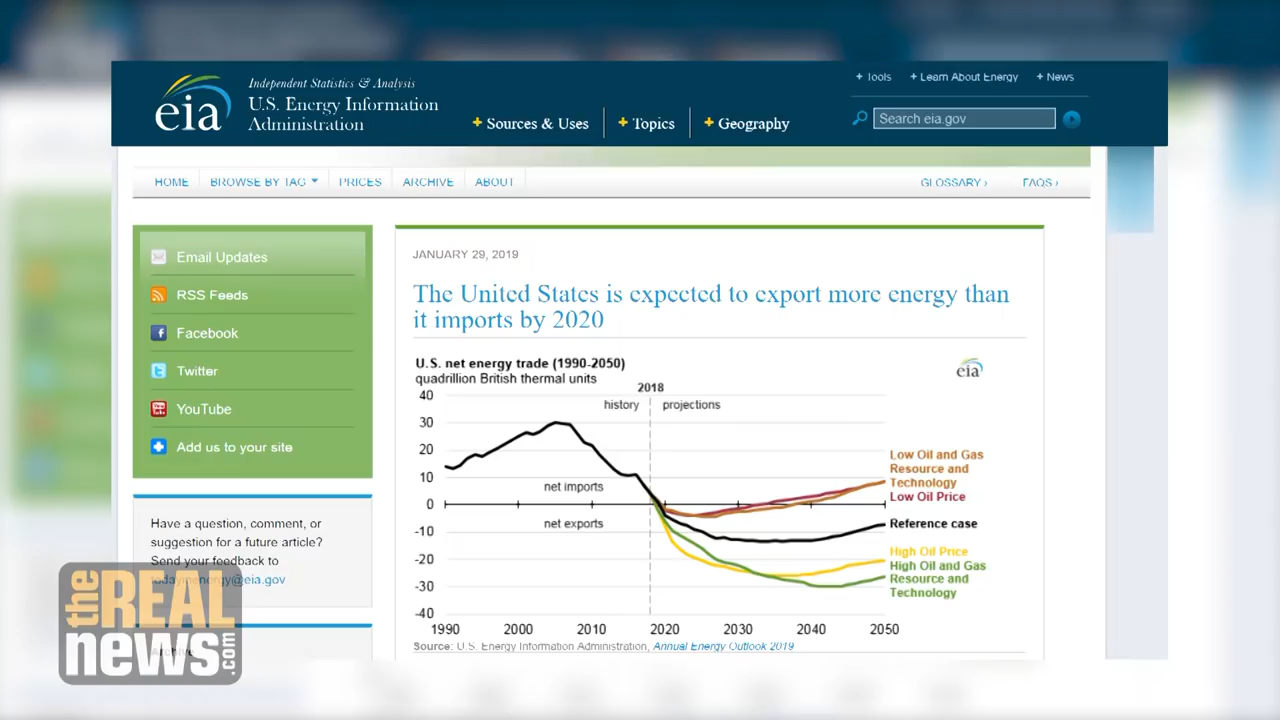 Independent Statistics & Analysis
eia
U.S. Energy Information
Administration
+ Tools
+ Learn About Energy
+ News
+ Sources & Uses
+ Topics
+ Geography
Search eia.gov
HOME
BROWSE BY TAG
PRICES
ARCHIVE
ABOUT
GLOSSARY ›
FAQS ›
Email Updates
RSS Feeds
Facebook
Twitter
YouTube
Add us to your site
Have a question, comment, or
suggestion for a future article?
Send your feedback to
todayinenergy@eia.gov
JANUARY 29, 2019
The United States is expected to export more energy than
it imports by 2020
U.S. net energy trade (1990-2050)
quadrillion British thermal units
eia
2018
history
projections
40
30
20
10
0
-10
-20
-30
-40
net imports
net exports
Low Oil and Gas
Resource and
Technology
Low Oil Price
Reference case
High Oil Price
High Oil and Gas
Resource and
Technology
1990 2000 2010 2020 2030 2040 2050
Source: U.S. Energy Information Administration, Annual Energy Outlook 2019
the
REAL
news.com